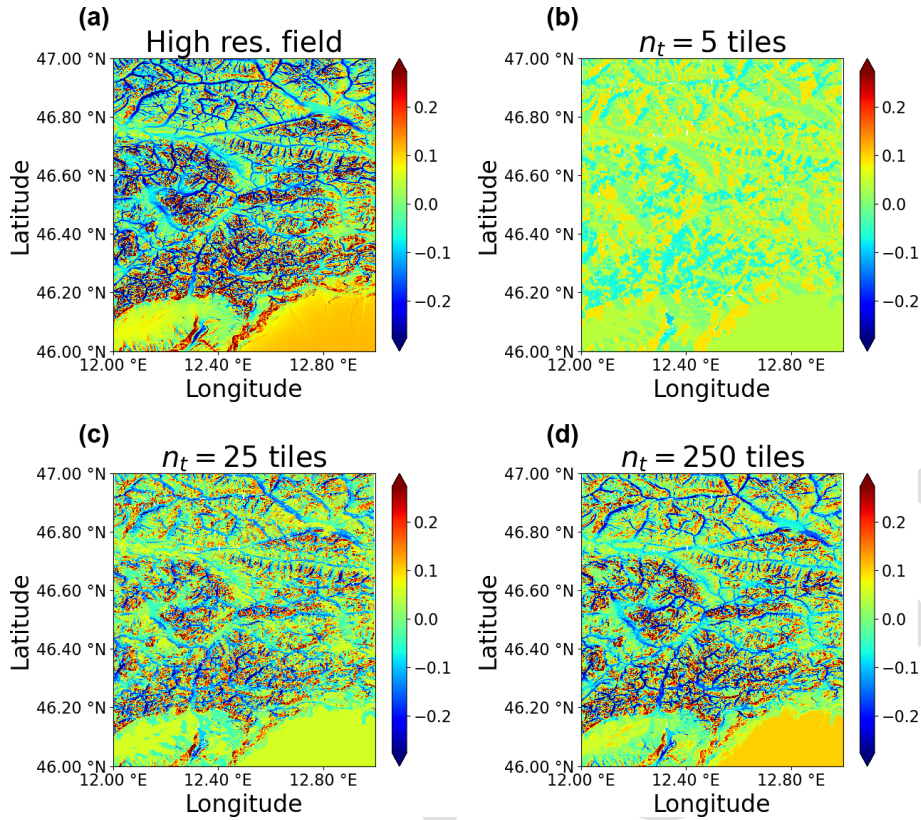 (a)
High res. field
47.00 °N
46.80 °N
46.60 °N
46.40 °N
46.20 °N
46.00 °N
12.00 °E 12.40 °E 12.80 °E
Latitude
Longitude
0.2
0.1
0.0
−0.1
−0.2
(b)
nₜ = 5 tiles
47.00 °N
46.80 °N
46.60 °N
46.40 °N
46.20 °N
46.00 °N
12.00 °E 12.40 °E 12.80 °E
Latitude
Longitude
0.2
0.1
0.0
−0.1
−0.2
(c)
nₜ = 25 tiles
47.00 °N
46.80 °N
46.60 °N
46.40 °N
46.20 °N
46.00 °N
12.00 °E 12.40 °E 12.80 °E
Latitude
Longitude
0.2
0.1
0.0
−0.1
−0.2
(d)
nₜ = 250 tiles
47.00 °N
46.80 °N
46.60 °N
46.40 °N
46.20 °N
46.00 °N
12.00 °E 12.40 °E 12.80 °E
Latitude
Longitude
0.2
0.1
0.0
−0.1
−0.2